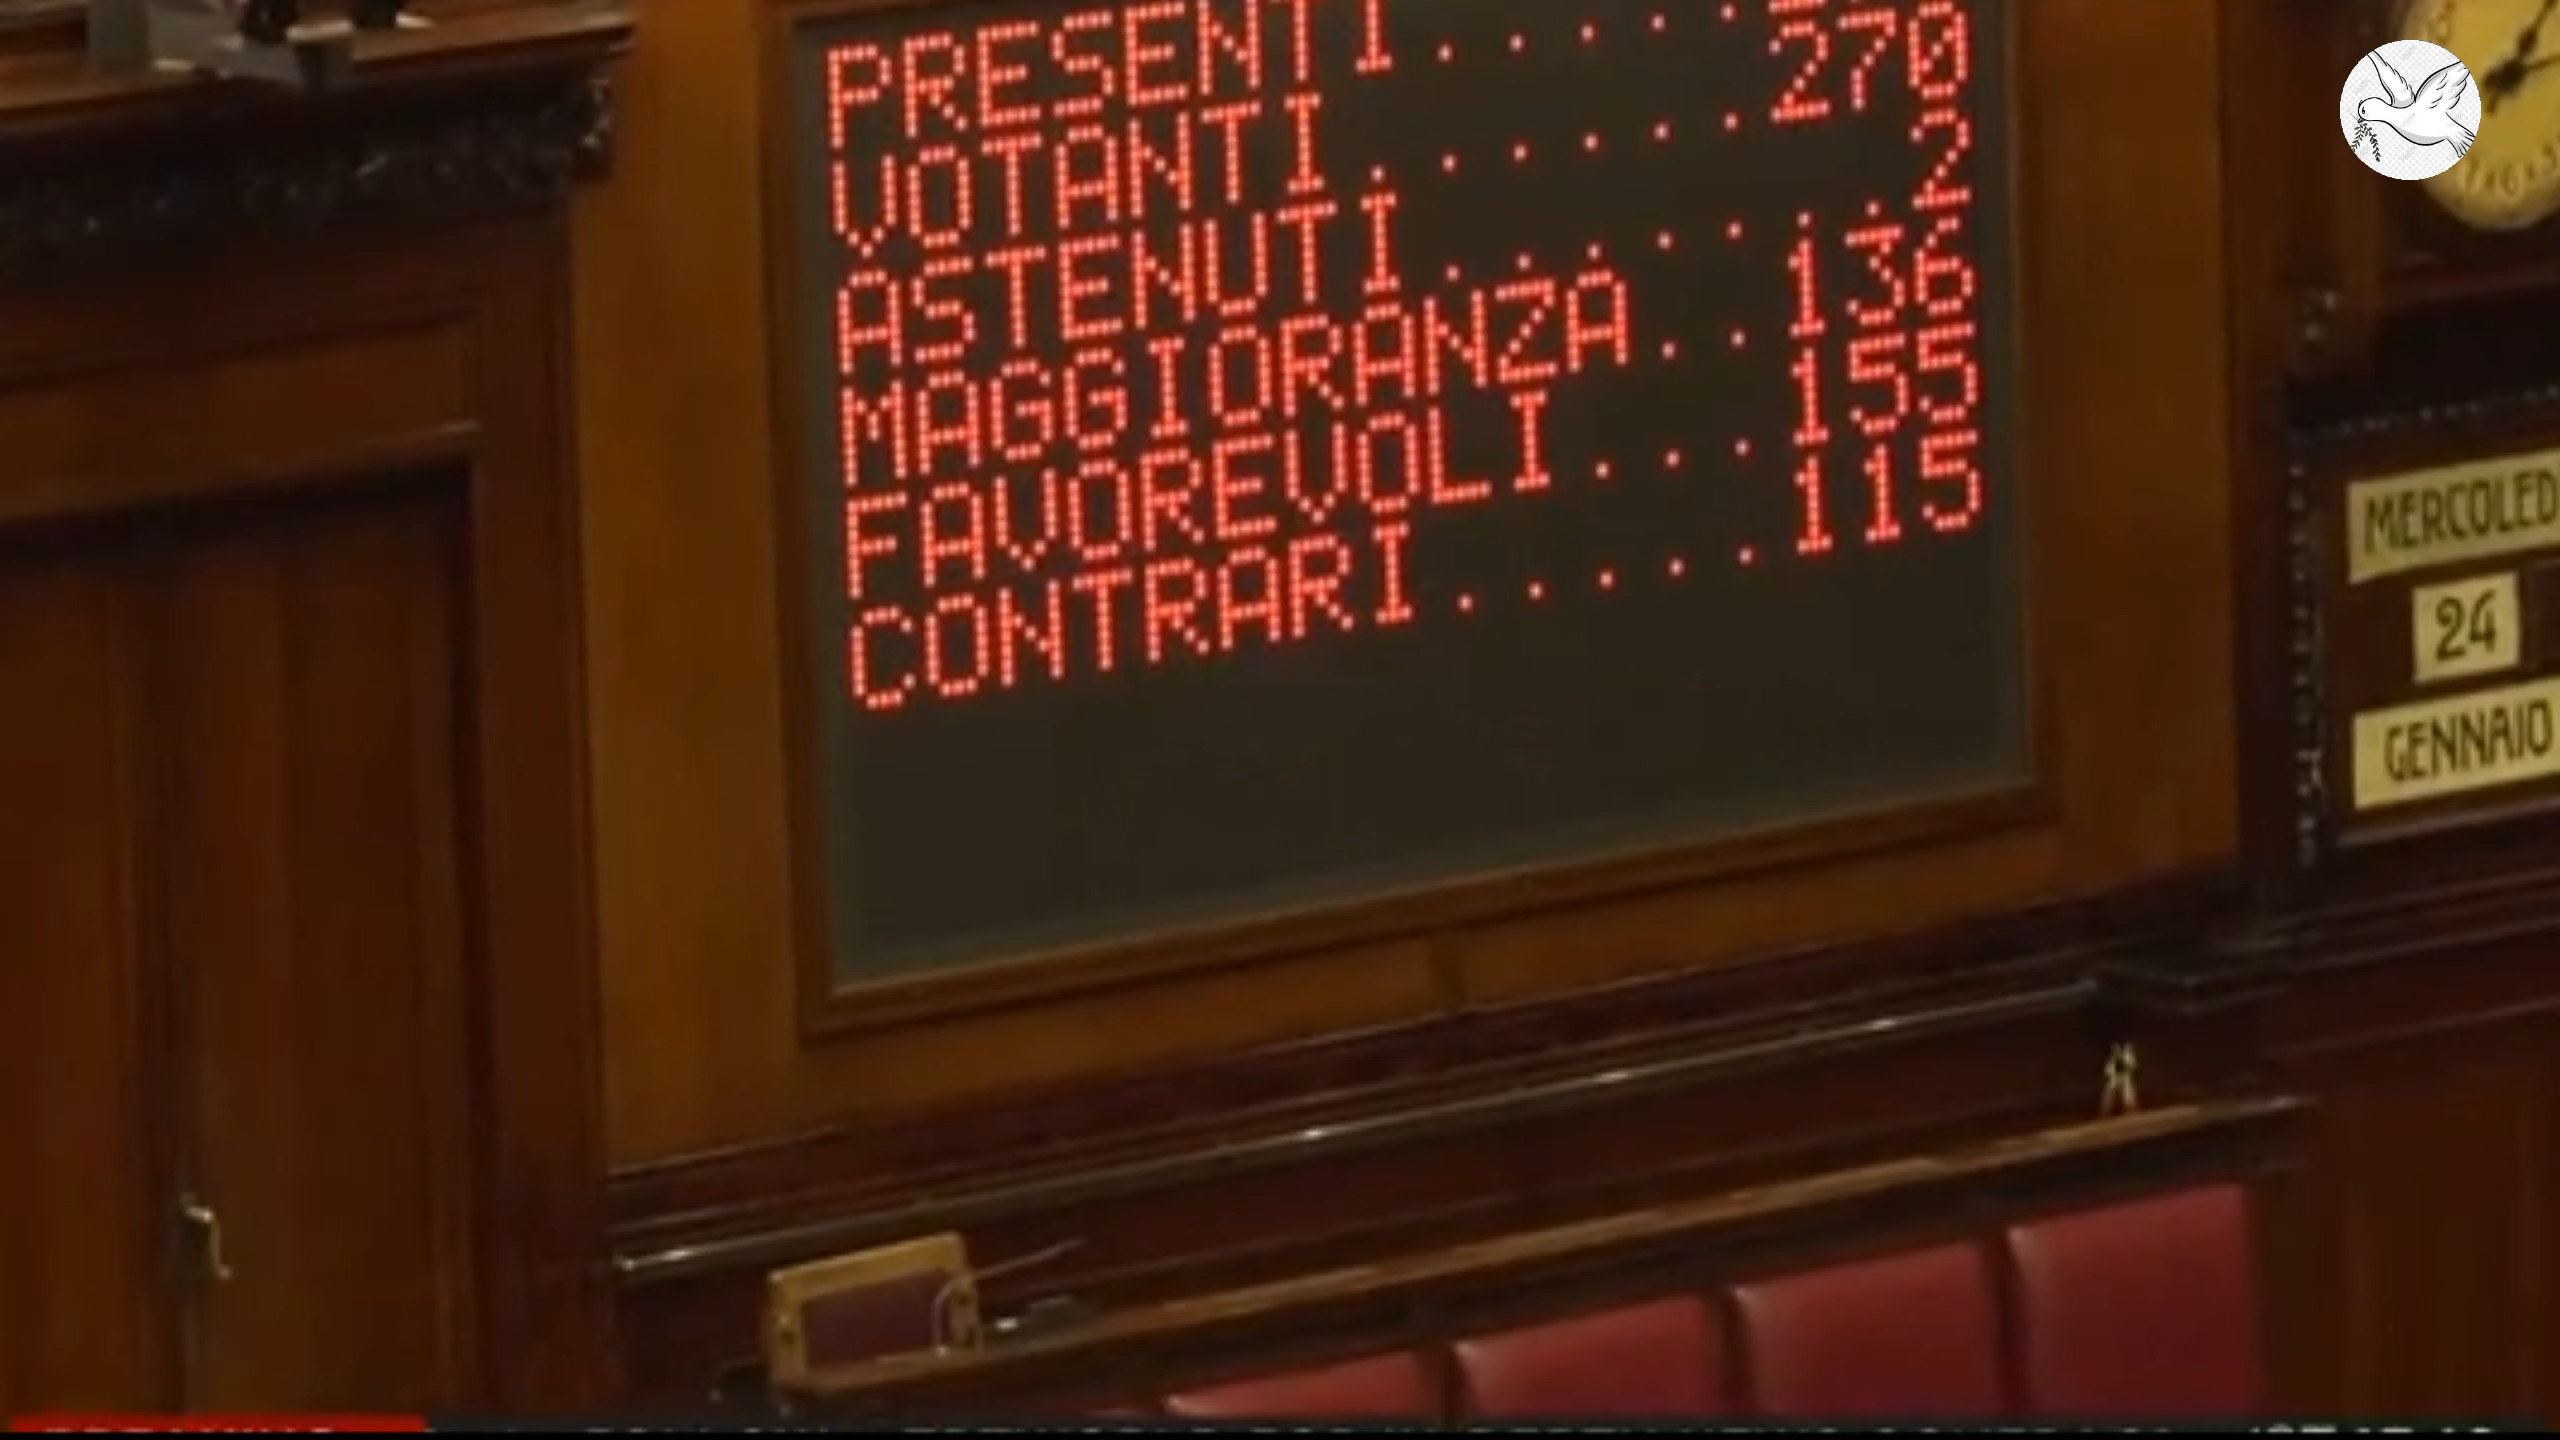 PRESENTI.....
VOTANTI......270
ASTENUTI.......2
MAGGIORANZA..136
FAVOREVOLI...155
CONTRARI.....115
MERCOLED
24
GENNAIO